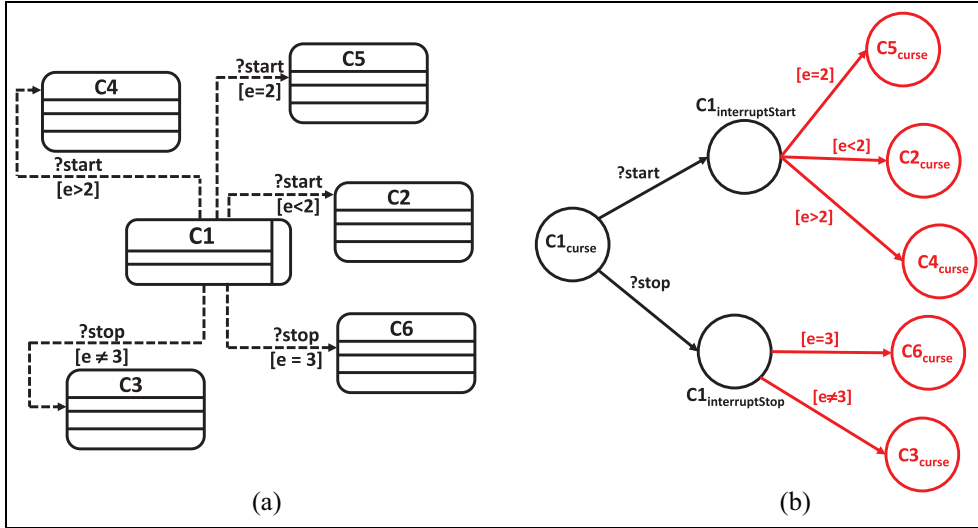 C4
?start
[e>2]
?start
[e=2]
C5
?start
[e<2]
C2
C1
?stop
[e ≠ 3]
C3
?stop
[e = 3]
C6
(a)
C1curse
?start
?stop
C1interruptStart
[e=2]
C5curse
[e<2]
C2curse
[e>2]
C4curse
C1interruptStop
[e=3]
C6curse
[e≠3]
C3curse
(b)